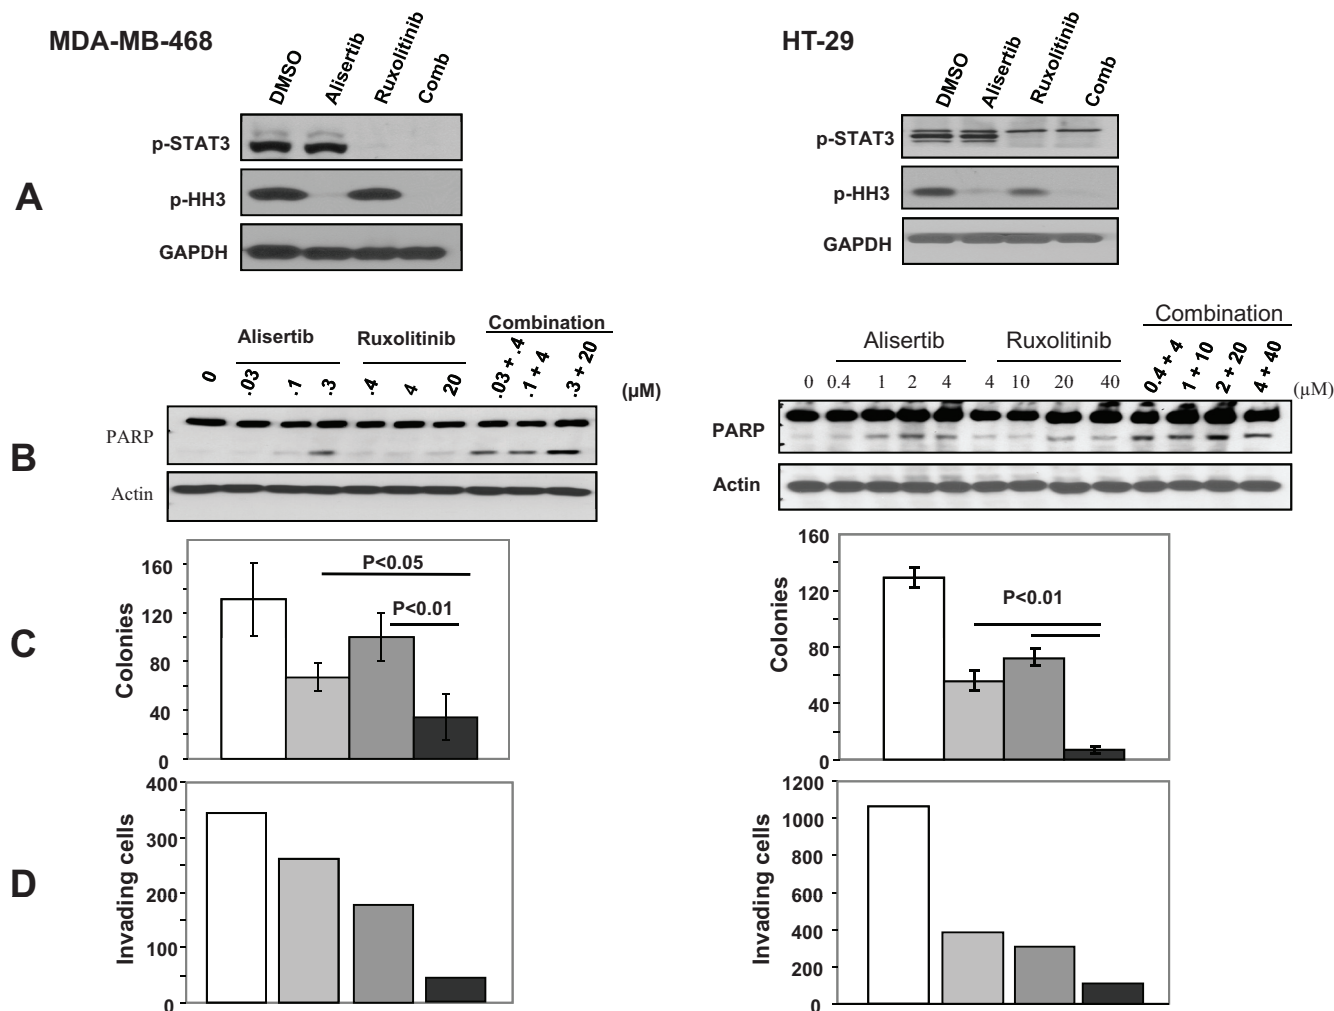 MDA-MB-468
DMSO
Alisertib
Ruxolitinib
Comb
p-STAT3
p-HH3
GAPDH
HT-29
DMSO
Alisertib
Ruxolitinib
Comb
p-STAT3
p-HH3
GAPDH
A
Alisertib
Ruxolitinib
Combination
0 .03 .1 .3 .4 4 20 .03 + .4 .1 + 4 .3 + 20 (µM)
PARP
Actin
Alisertib
Ruxolitinib
Combination
0 0.4 1 2 4 4 10 20 40 0.4 + 4 1 + 10 2 + 20 4 + 40 (µM)
PARP
Actin
B
C
Colonies
160
120
80
40
0
P<0.05
P<0.01
Colonies
160
120
80
40
0
P<0.01
D
Invading cells
400
300
200
100
0
Invading cells
1200
1000
800
600
400
200
0